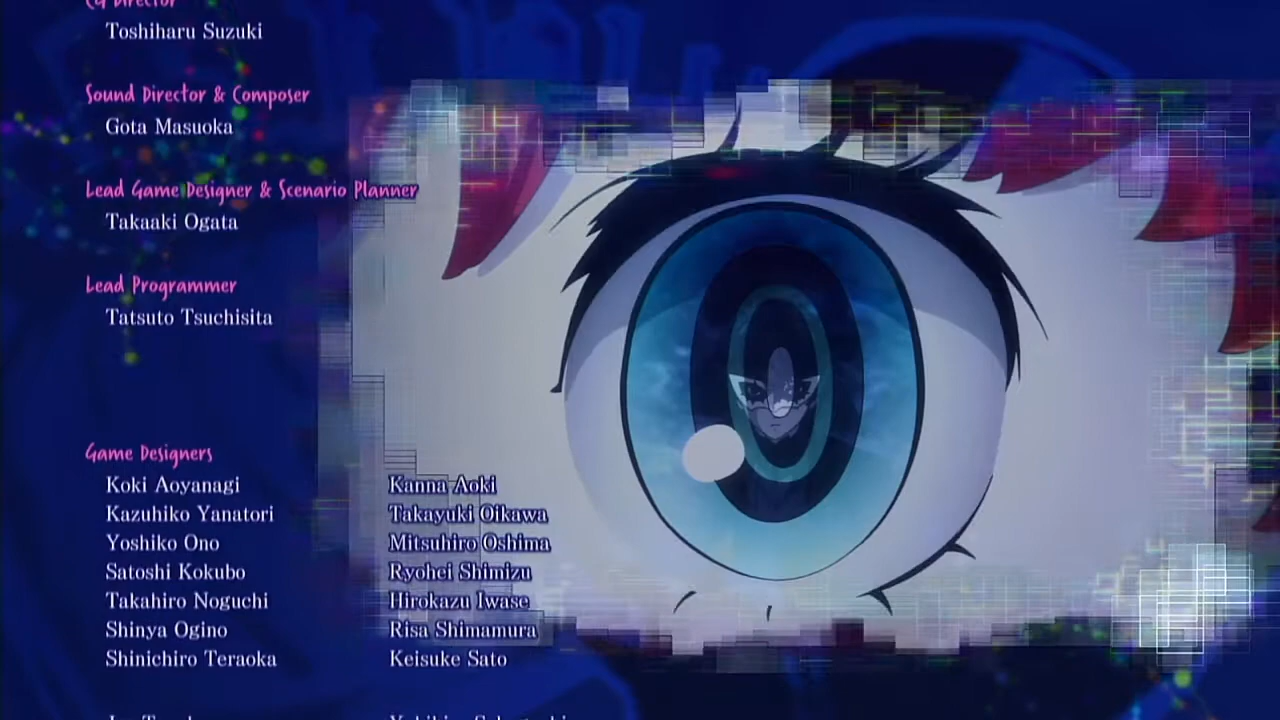 CG Director
Toshiharu Suzuki
Sound Director & Composer
Gota Masuoka
Lead Game Designer & Scenario Planner
Takaaki Ogata
Lead Programmer
Tatsuto Tsuchisita
Game Designers
Koki Aoyanagi
Kanna Aoki
Kazuhiko Yanatori
Takayuki Oikawa
Yoshiko Ono
Mitsuhiro Oshima
Satoshi Kokubo
Ryohei Shimizu
Takahiro Noguchi
Hirokazu Iwase
Shinya Ogino
Risa Shimamura
Shinichiro Teraoka
Keisuke Sato